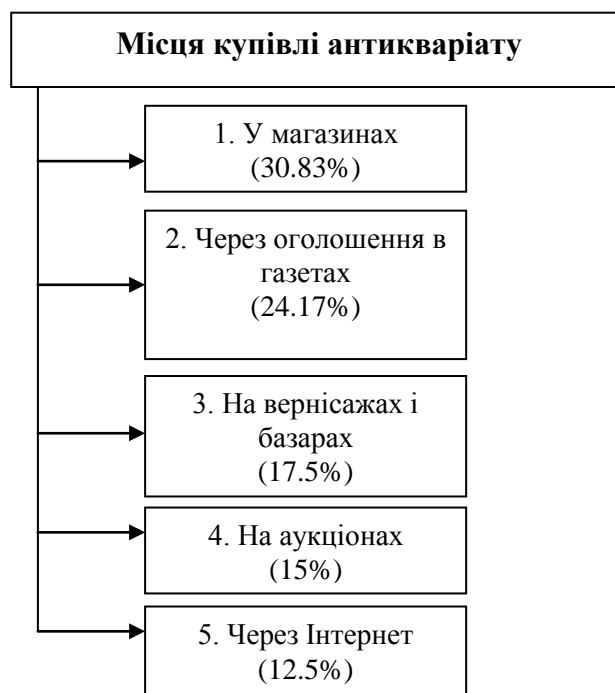 Місця купівлі антикваріату
1. У магазинах
(30.83%)
2. Через оголошення в
газетах
(24.17%)
3. На вернісажах і
базарах
(17.5%)
4. На аукціонах
(15%)
5. Через Інтернет
(12.5%)